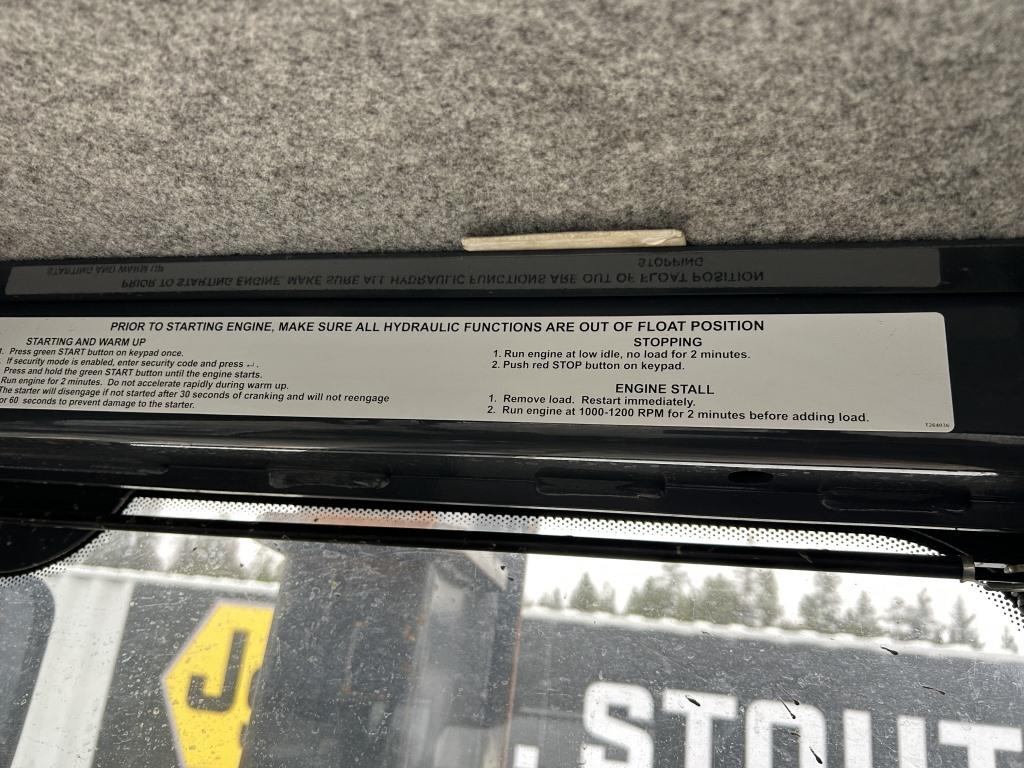 PRIOR TO STARTING ENGINE, MAKE SURE ALL HYDRAULIC FUNCTIONS ARE OUT OF FLOAT POSITION
STARTING AND WARM UP
1. Press green START button on keypad once.
If security mode is enabled, enter security code and press ↵.
Press and hold the green START button until the engine starts.
Run engine for 2 minutes. Do not accelerate rapidly during warm up.
The starter will disengage if not started after 30 seconds of cranking and will not reengage
or 60 seconds to prevent damage to the starter.
STOPPING
1. Run engine at low idle, no load for 2 minutes.
2. Push red STOP button on keypad.
ENGINE STALL
1. Remove load. Restart immediately.
2. Run engine at 1000-1200 RPM for 2 minutes before adding load.
T264036
. STOUT